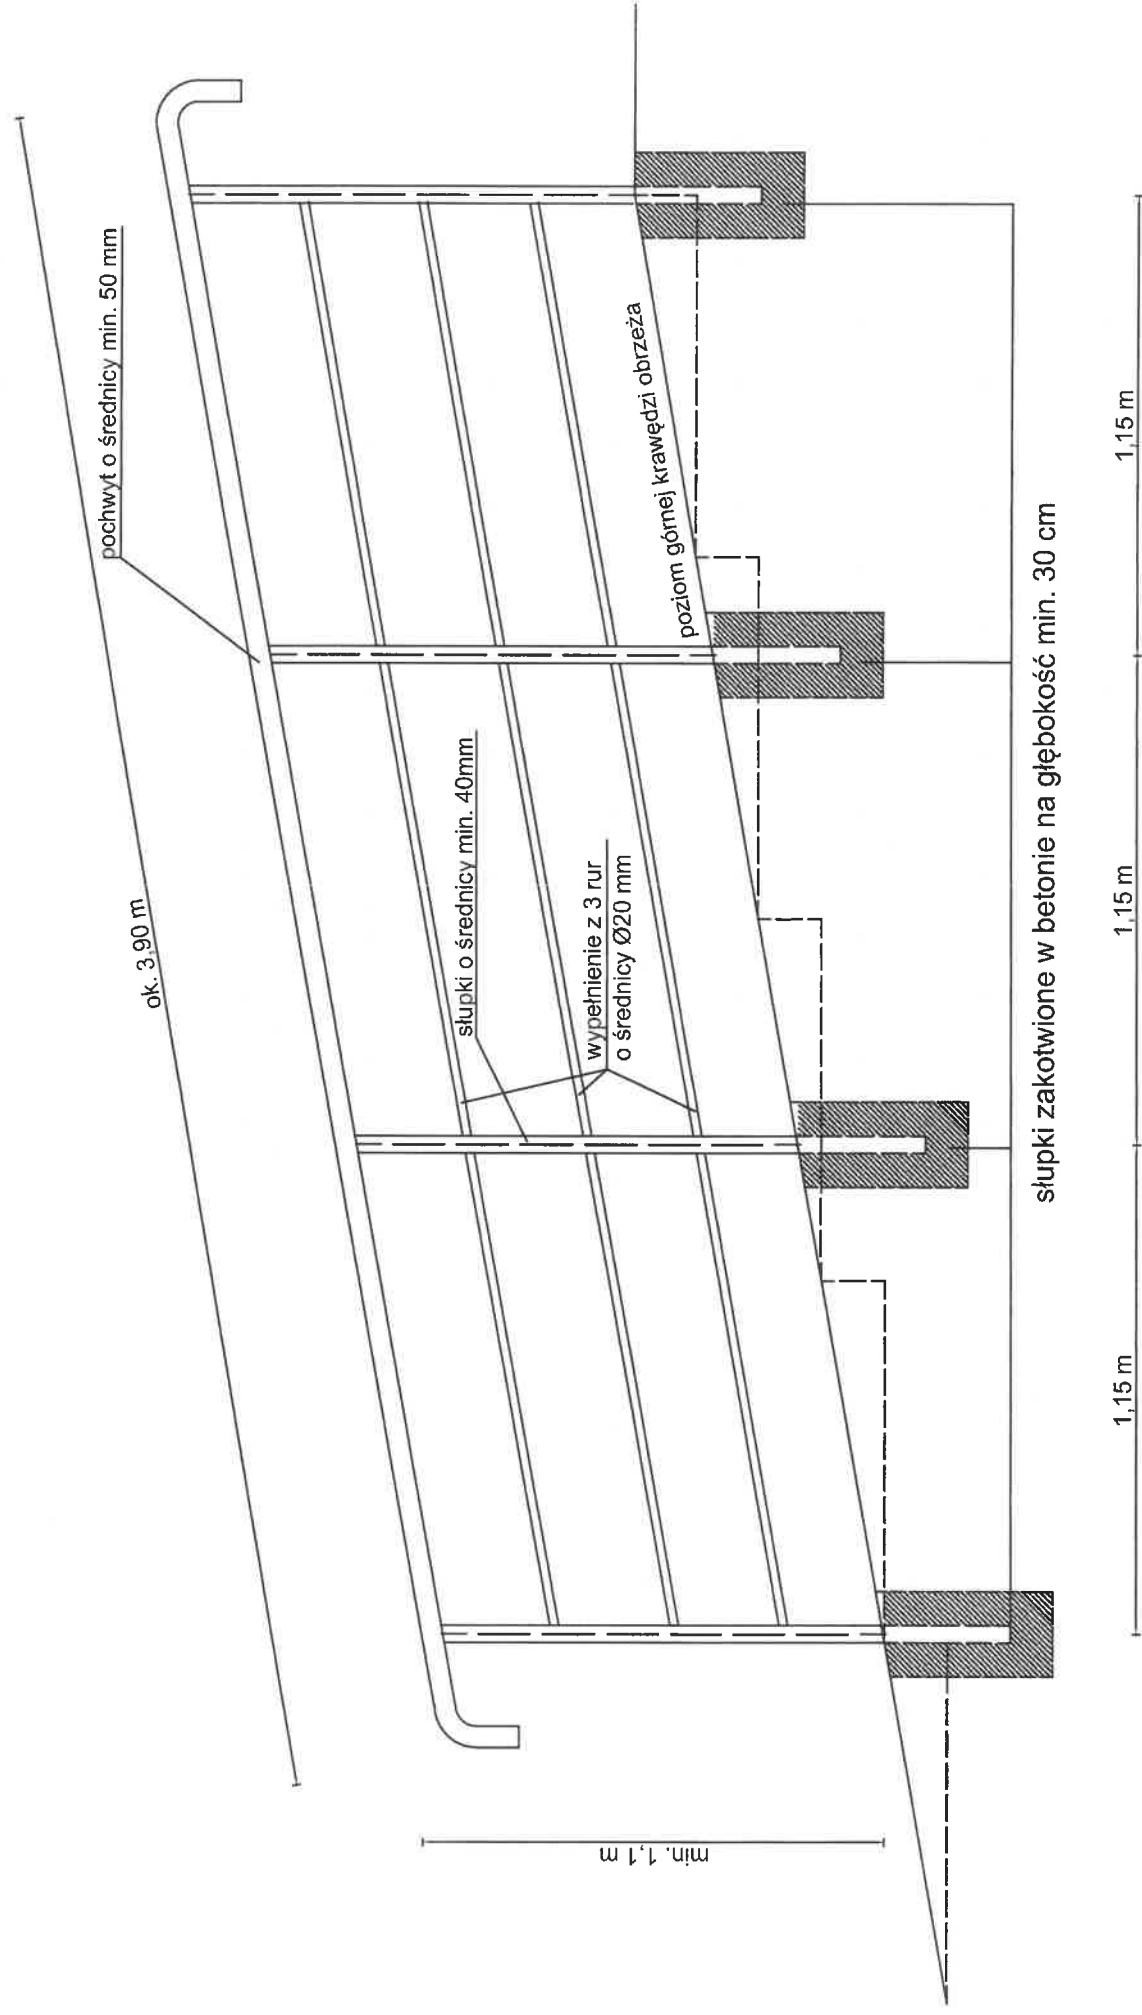 ok. 3,90 m
pochwyt o średnicy min. 50 mm
słupki o średnicy min. 40mm
wypełnienie z 3 rur
o średnicy Ø20 mm
poziom górnej krawędzi obrzeża
min. 1,1 m
słupki zakotwione w betonie na głębokość min. 30 cm
1,15 m
1,15 m
1,15 m